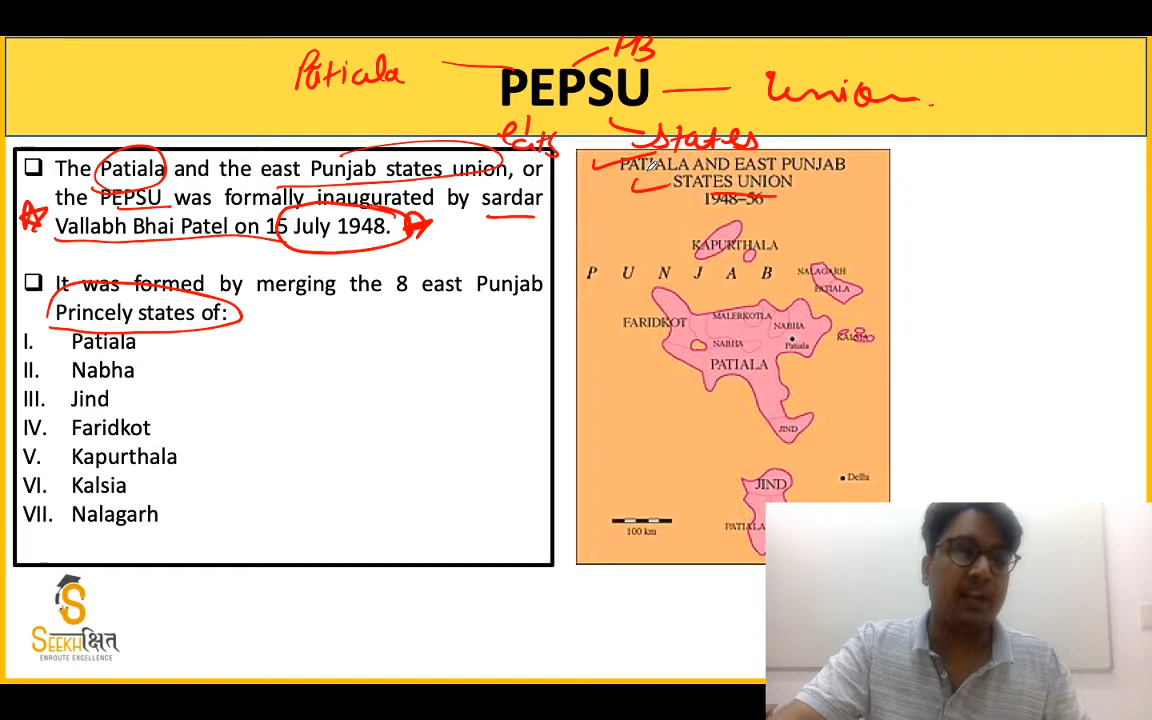 Patiala
PB
PEPSU
Union.
States
PATIALA AND EAST PUNJAB
STATES UNION
1948–56
❑ The Patiala and the east Punjab states union, or
the PEPSU was formally inaugurated by sardar
Vallabh Bhai Patel on 15 July 1948.
❑ It was formed by merging the 8 east Punjab
Princely states of:
I. Patiala
II. Nabha
III. Jind
IV. Faridkot
V. Kapurthala
VI. Kalsia
VII. Nalagarh
KAPURTHALA
P U N J A B
NALAGARH
PATIALA
FARIDKOT
MALERKOTLA
NABHA
KALSIA
NABHA
Patiala
PATIALA
JIND
JIND
Delhi
100 km
PATIALA
SEEKHक्षित
ENROUTE EXCELLENCE